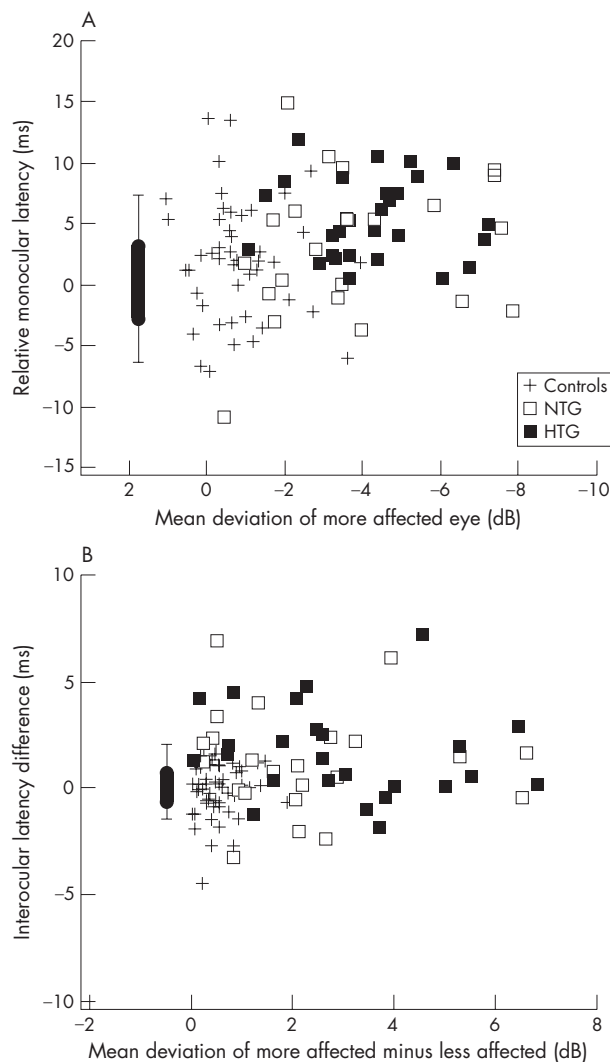 A
20
15
10
5
0
–5
–10
–15
Relative monocular latency (ms)
Controls
NTG
HTG
2 0 –2 –4 –6 –8 –10
Mean deviation of more affected eye (dB)
B
10
5
0
–5
–10
Interocular latency difference (ms)
–2 0 2 4 6 8
Mean deviation of more affected minus less affected (dB)